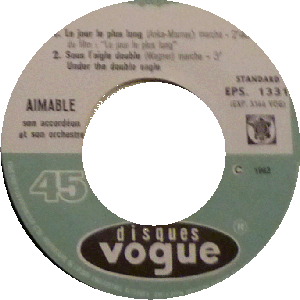 1. Le jour le plus long (Anka-Marnay) marche - 2'
du film : "Le jour le plus long"
2. Sous l'aigle double (Wagner) marche - 3'
Under the double eagle
STANDARD
EPS. 1331
AIMABLE
son accordéon
et son orchestre
45
© 1962
disques
vogue
®